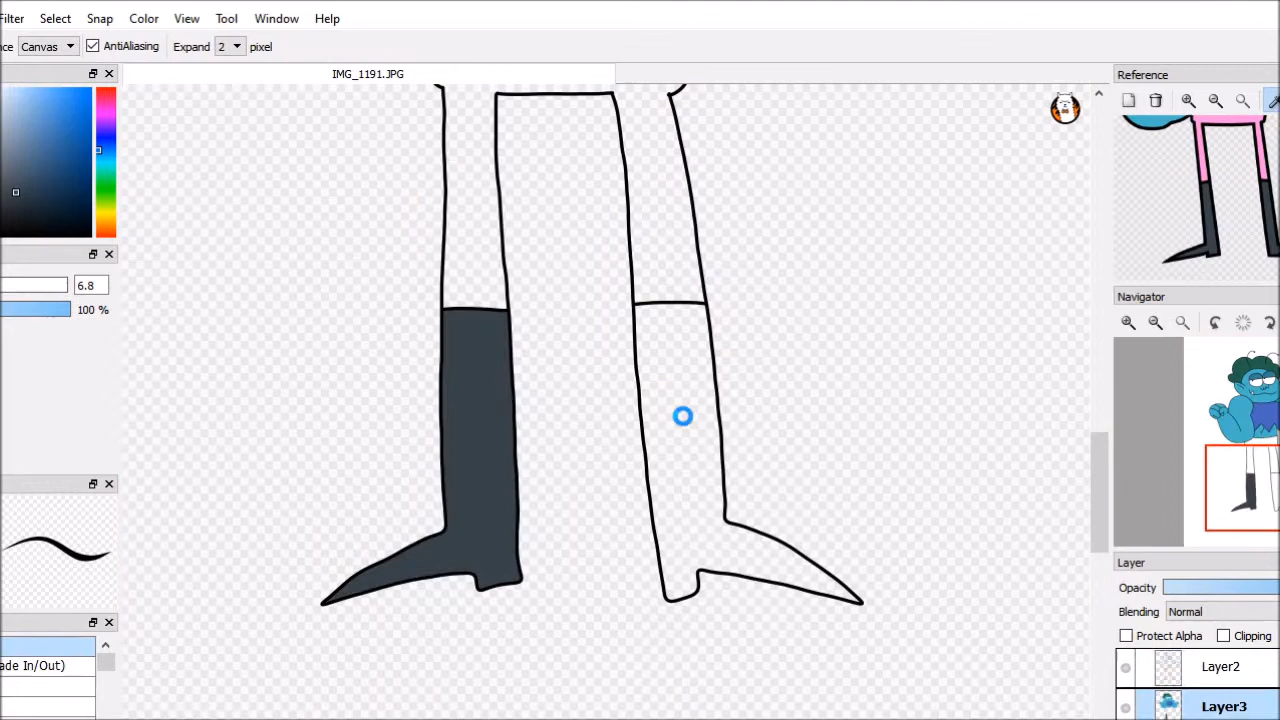 Filter Select Snap Color View Tool Window Help
Canvas AntiAliasing Expand 2 pixel
IMG_1191.JPG
Reference
6.8
100 %
Navigator
Layer
Opacity
Blending Normal
Protect Alpha Clipping
ade In/Out)
Layer2
Layer3